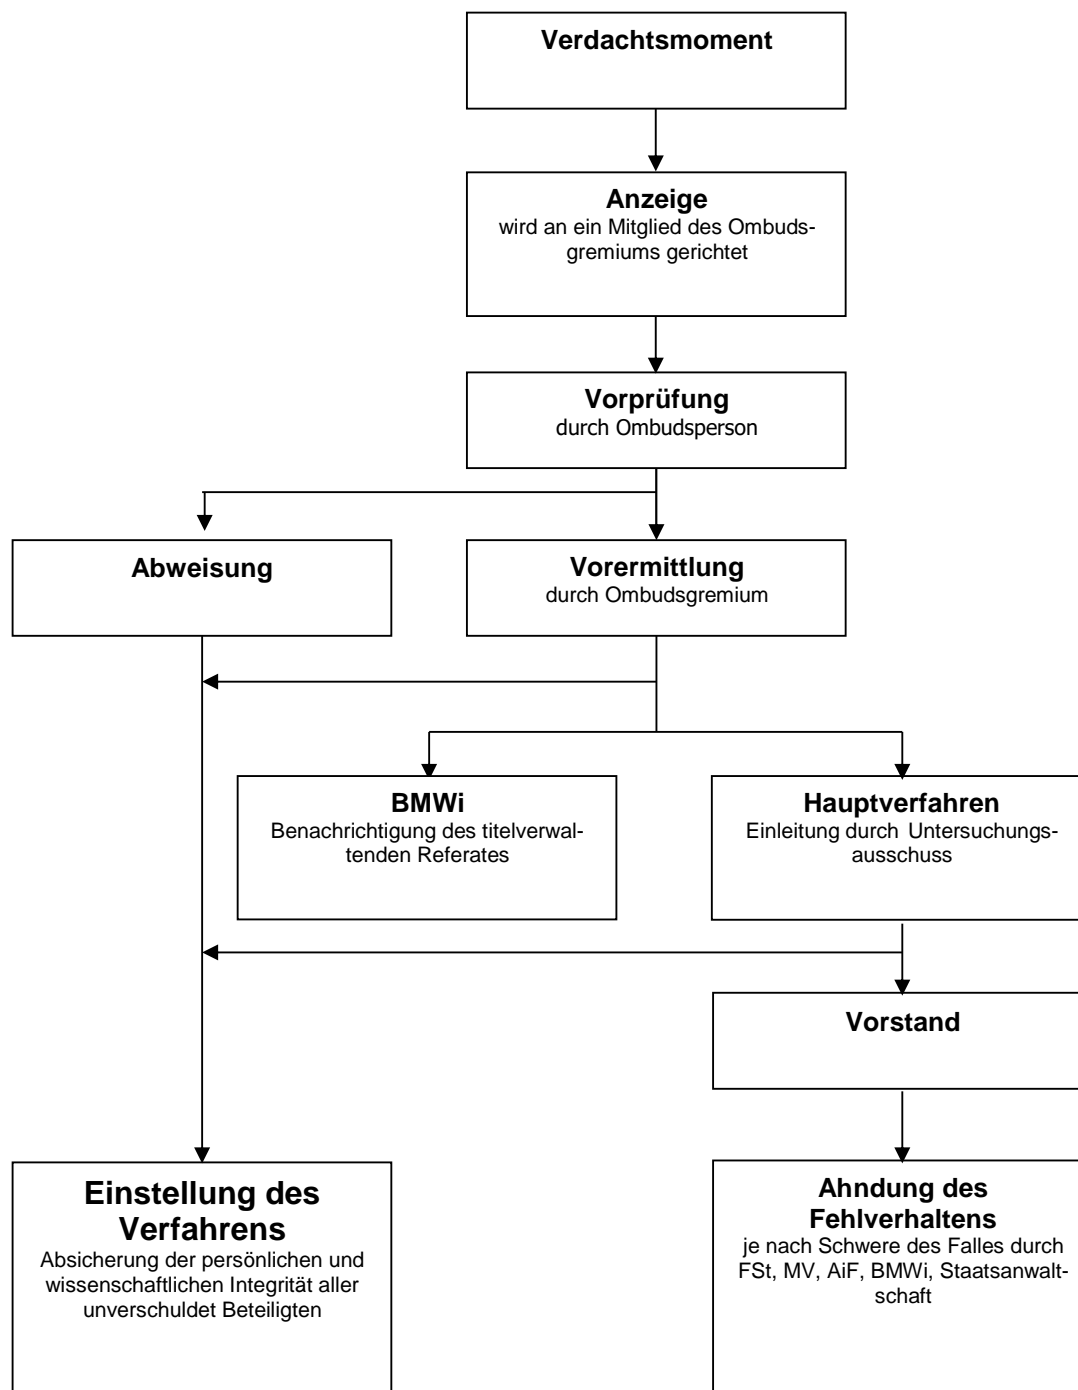 Verdachtsmoment
Anzeige
wird an ein Mitglied des Ombuds-
gremiums gerichtet
Vorprüfung
durch Ombudsperson
Abweisung
Vorermittlung
durch Ombudsgremium
BMWi
Benachrichtigung des titelverwal-
tenden Referates
Hauptverfahren
Einleitung durch Untersuchungs-
ausschuss
Vorstand
Einstellung des
Verfahrens
Absicherung der persönlichen und
wissenschaftlichen Integrität aller
unverschuldet Beteiligten
Ahndung des
Fehlverhaltens
je nach Schwere des Falles durch
FSt, MV, AiF, BMWi, Staatsanwalt-
schaft